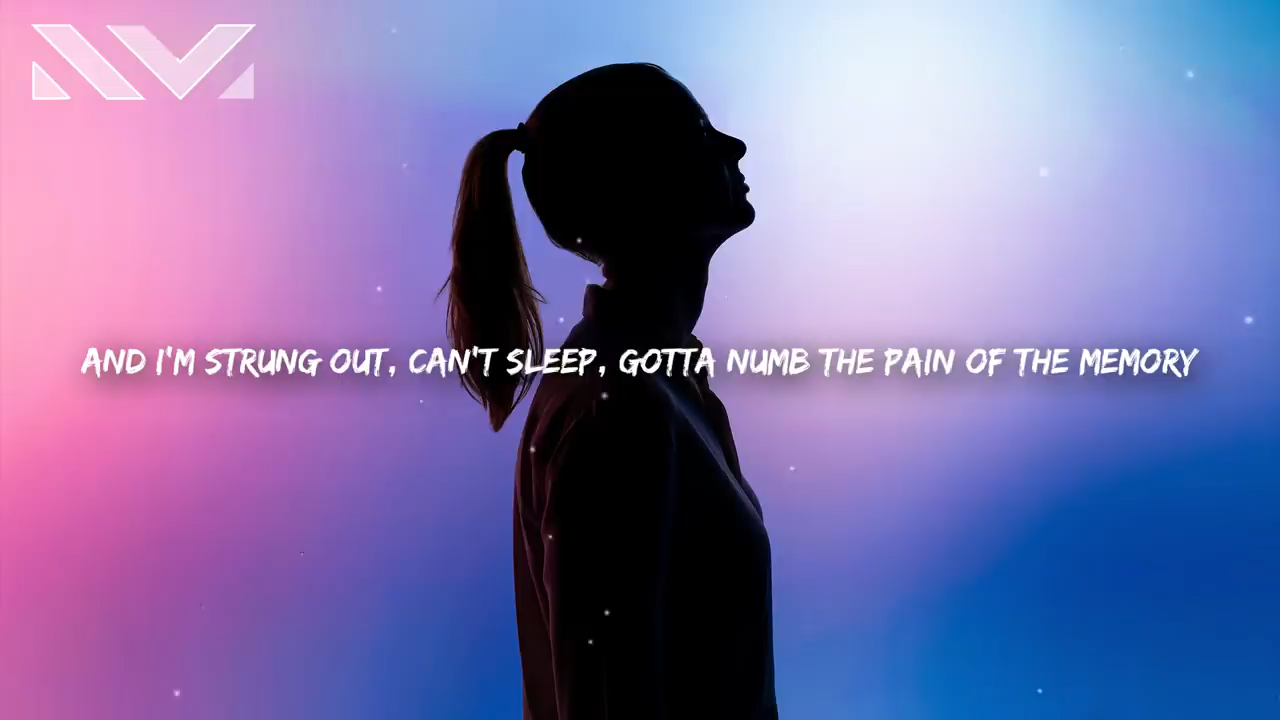 AND I'M STRUNG OUT, CAN'T SLEEP, GOTTA NUMB THE PAIN OF THE MEMORY